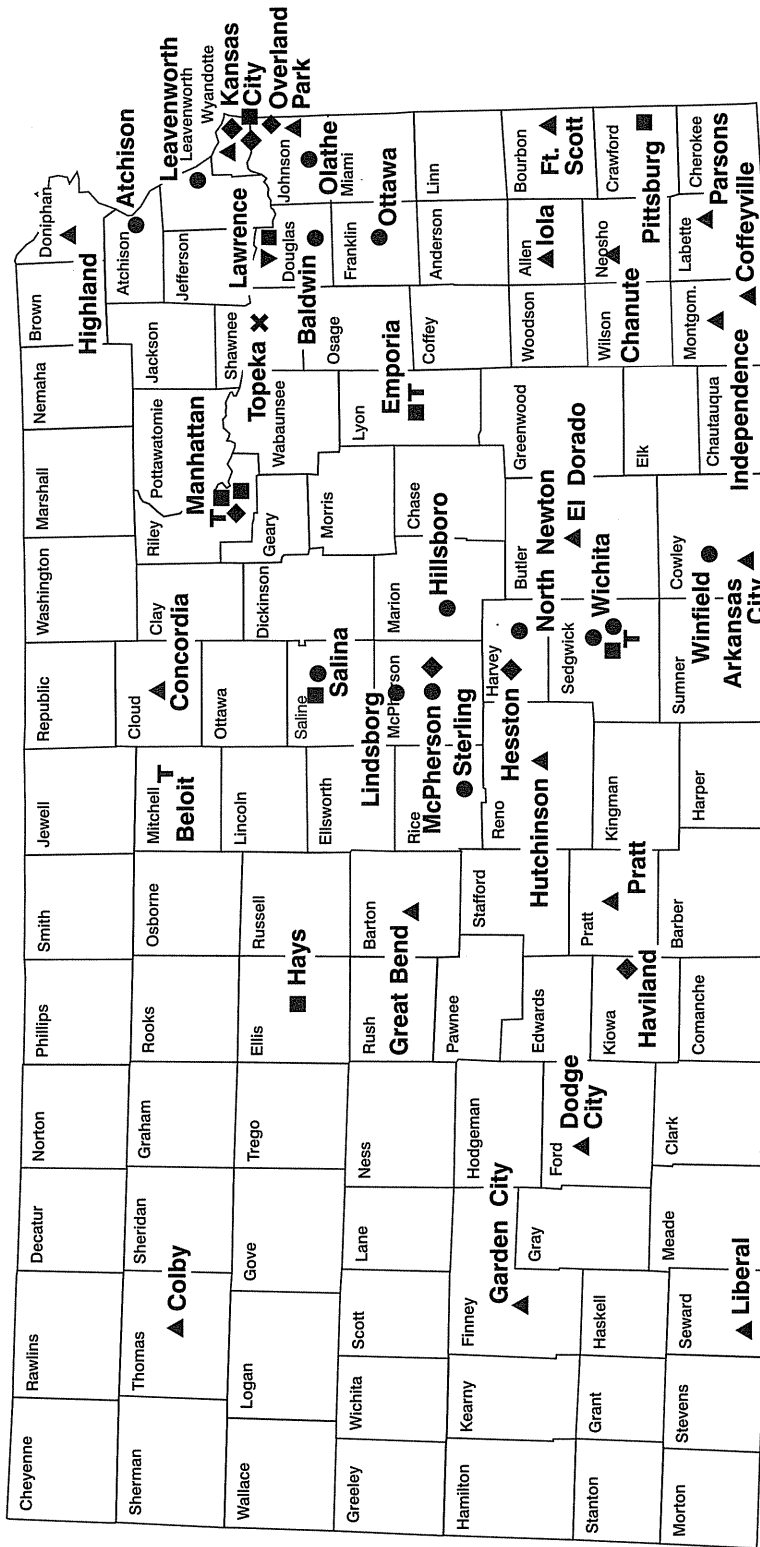 Cheyenne
Rawlins
Decatur
Norton
Phillips
Smith
Jewell
Republic
Washington
Marshall
Nemaha
Brown
Doniphan
Highland
Sherman
Thomas
Colby
Sheridan
Graham
Rooks
Osborne
Mitchell
Beloit
Cloud
Concordia
Clay
Riley
Pottawatomie
Manhattan
Jackson
Atchison
Atchison
Jefferson
Leavenworth
Leavenworth
Wyandotte
Kansas
City
Overland
Park
Wallace
Logan
Gove
Trego
Ellis
Hays
Russell
Lincoln
Ottawa
Dickinson
Geary
Wabaunsee
Shawnee
Topeka
Lawrence
Douglas
Baldwin
Johnson
Olathe
Miami
Ellsworth
Saline
Salina
Morris
Osage
Franklin
Ottawa
Greeley
Wichita
Scott
Lane
Ness
Rush
Great Bend
Barton
Rice
Lindsborg
McPherson
McPherson
Sterling
Marion
Hillsboro
Chase
Lyon
Emporia
Coffey
Anderson
Linn
Hamilton
Kearny
Finney
Garden City
Hodgeman
Pawnee
Stafford
Reno
Hutchinson
Harvey
Hesston
North Newton
Butler
El Dorado
Greenwood
Woodson
Allen
Iola
Bourbon
Ft.
Scott
Gray
Ford
Dodge
City
Edwards
Sedgwick
Wichita
Stanton
Grant
Haskell
Kiowa
Haviland
Pratt
Pratt
Kingman
Elk
Wilson
Chanute
Neosho
Crawford
Pittsburg
Morton
Stevens
Seward
Liberal
Meade
Clark
Comanche
Barber
Harper
Sumner
Winfield
Cowley
Arkansas
City
Chautauqua
Independence
Montgom.
Coffeyville
Labette
Parsons
Cherokee